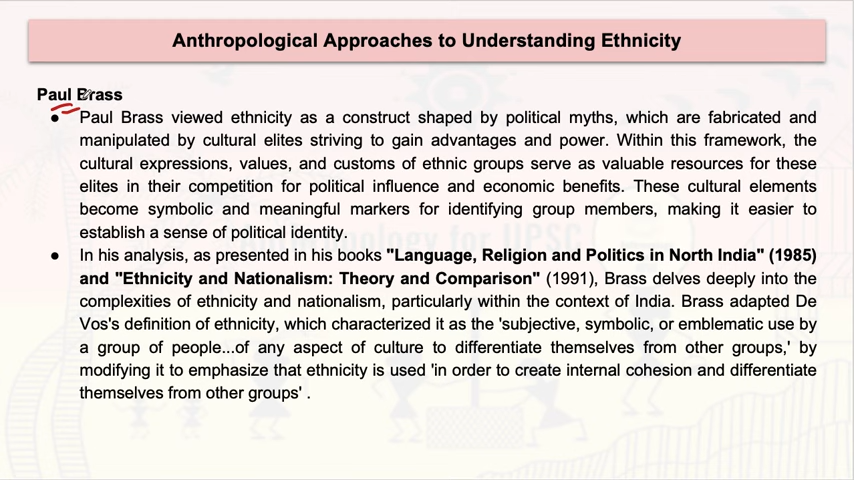 Anthropological Approaches to Understanding Ethnicity
Paul Brass
● Paul Brass viewed ethnicity as a construct shaped by political myths, which are fabricated and
manipulated by cultural elites striving to gain advantages and power. Within this framework, the
cultural expressions, values, and customs of ethnic groups serve as valuable resources for these
elites in their competition for political influence and economic benefits. These cultural elements
become symbolic and meaningful markers for identifying group members, making it easier to
establish a sense of political identity.
● In his analysis, as presented in his books "Language, Religion and Politics in North India" (1985)
and "Ethnicity and Nationalism: Theory and Comparison" (1991), Brass delves deeply into the
complexities of ethnicity and nationalism, particularly within the context of India. Brass adapted De
Vos's definition of ethnicity, which characterized it as the 'subjective, symbolic, or emblematic use by
a group of people...of any aspect of culture to differentiate themselves from other groups,' by
modifying it to emphasize that ethnicity is used 'in order to create internal cohesion and differentiate
themselves from other groups' .
Anthropology for UPSC